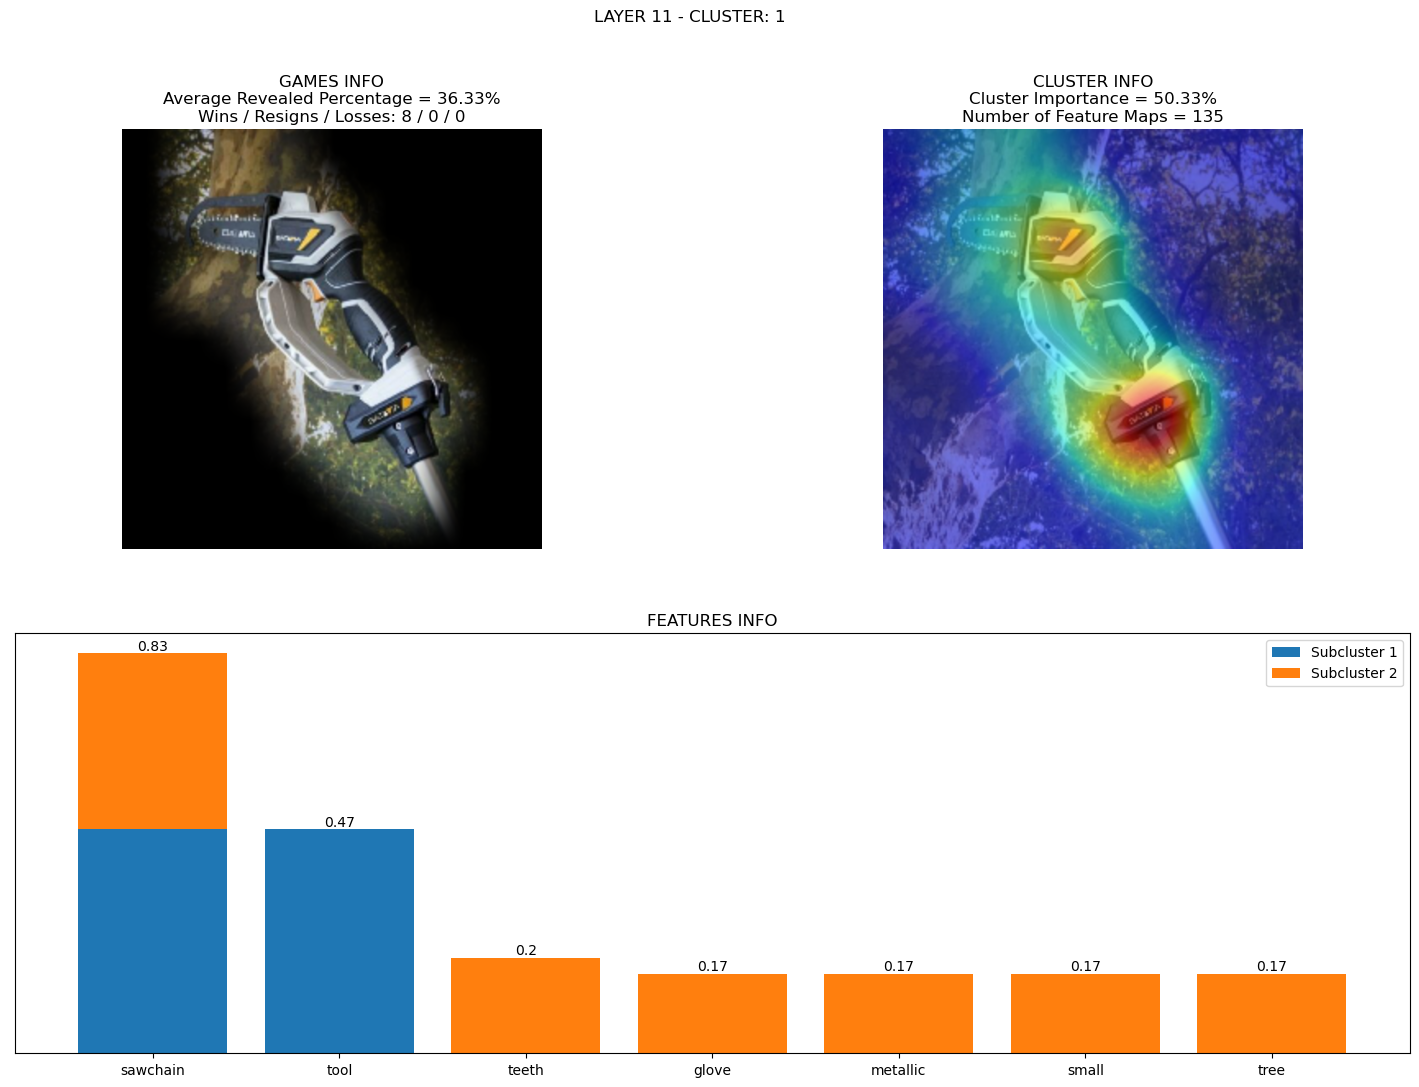 LAYER 11 - CLUSTER: 1
GAMES INFO
Average Revealed Percentage = 36.33%
Wins / Resigns / Losses: 8 / 0 / 0
CLUSTER INFO
Cluster Importance = 50.33%
Number of Feature Maps = 135
FEATURES INFO
Subcluster 1
Subcluster 2
0.83
0.47
0.2
0.17
0.17
0.17
0.17
sawchain
tool
teeth
glove
metallic
small
tree